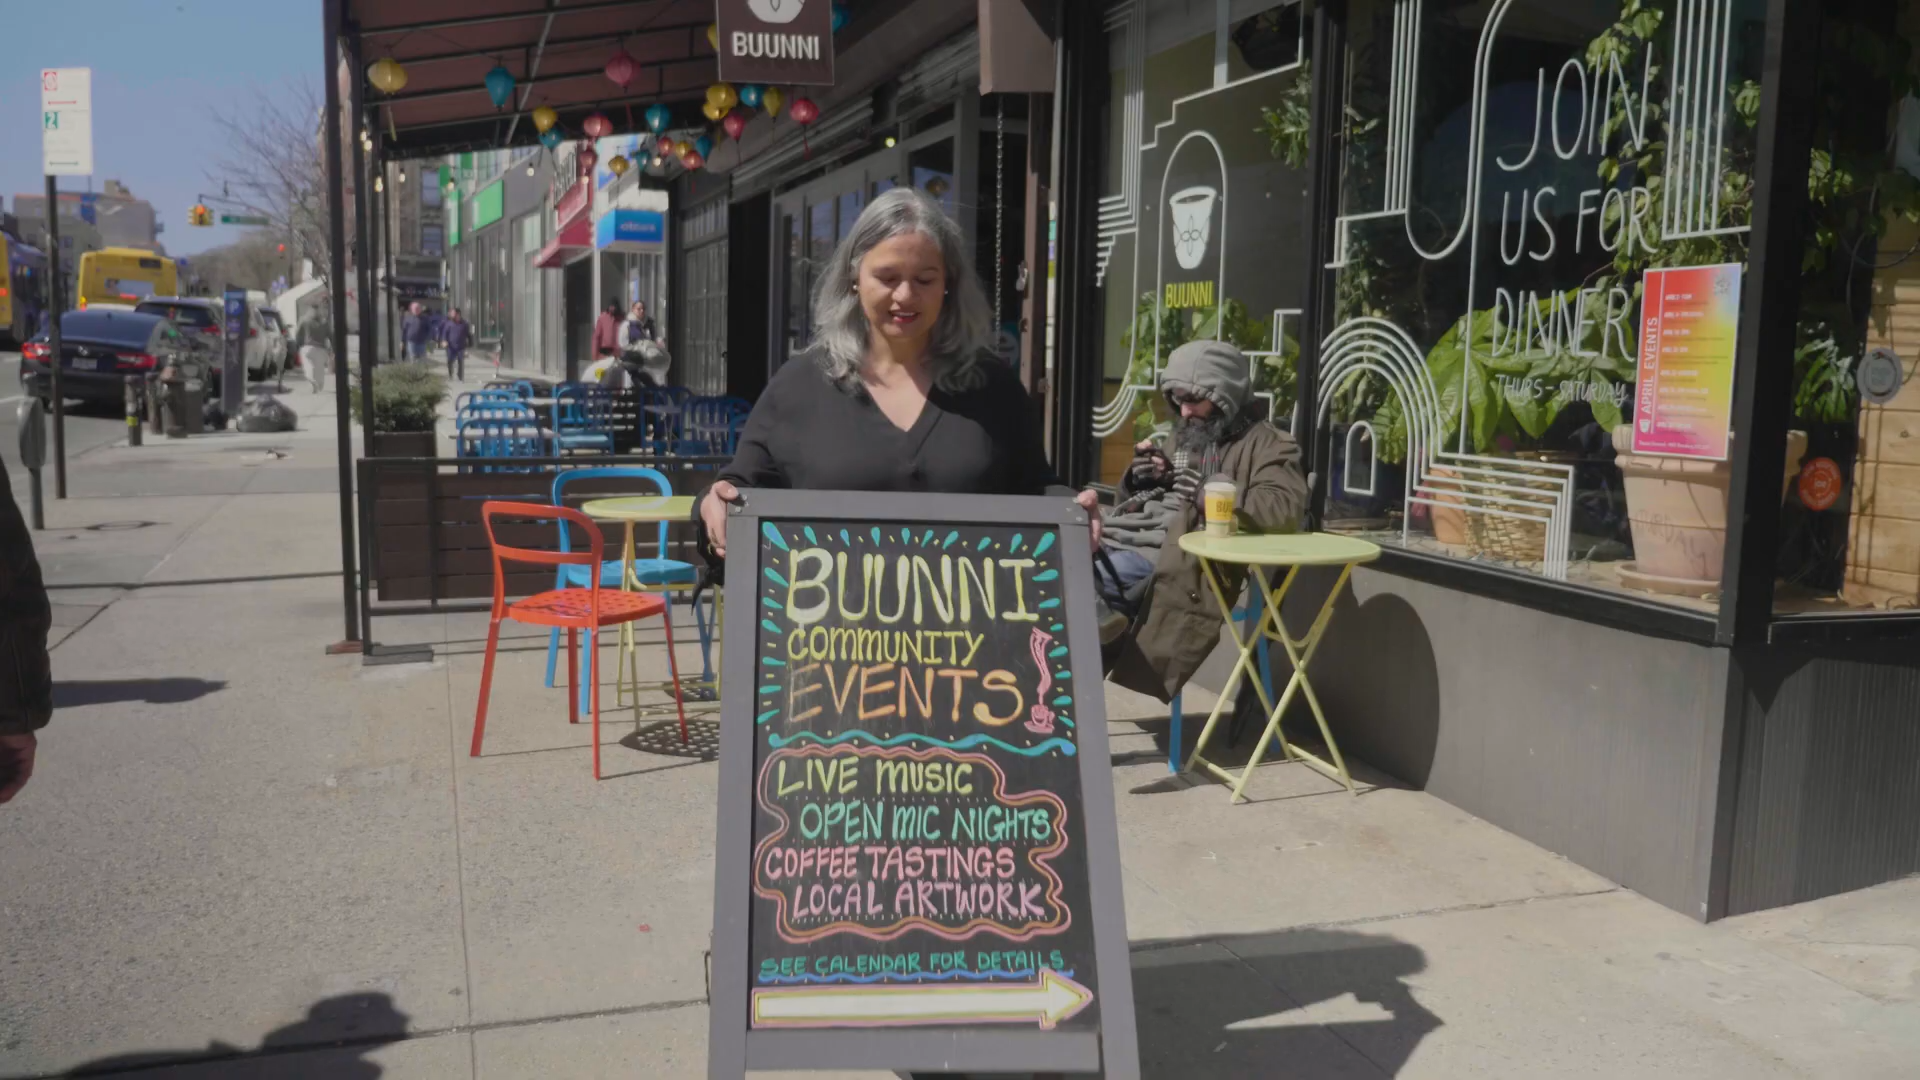 BUUNNI
citibank
JOIN
US FOR
DINNER
THURS-SATURDAY
BUUNNI
APRIL EVENTS
BUUNNI
COMMUNITY
EVENTS
LIVE MUSIC
OPEN MIC NIGHTS
COFFEE TASTINGS
LOCAL ARTWORK
SEE CALENDAR FOR DETAILS